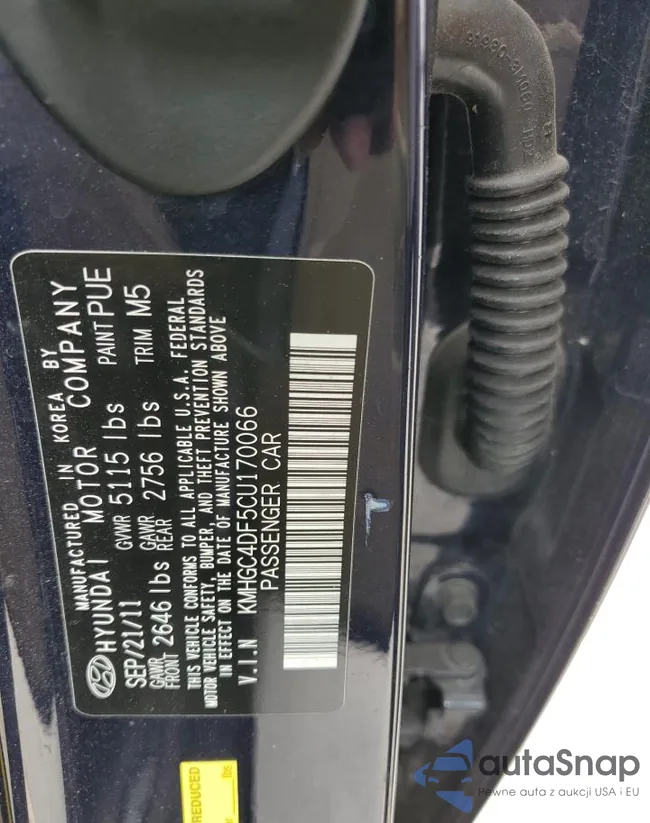 MANUFACTURED IN KOREA BY
HYUNDAI MOTOR COMPANY
SEP/21/11 GVWR 5115 lbs PAINT PUE
GAWR FRONT 2646 lbs GAWR REAR 2756 lbs TRIM M5
THIS VEHICLE CONFORMS TO ALL APPLICABLE U.S.A. FEDERAL
MOTOR VEHICLE SAFETY, BUMPER, AND THEFT PREVENTION STANDARDS
IN EFFECT ON THE DATE OF MANUFACTURE SHOWN ABOVE
V.I.N KMHGC4DF5CU170066
PASSENGER CAR
REDUCED
lbs
autaSnap
Pewne auta z aukcji USA i EU